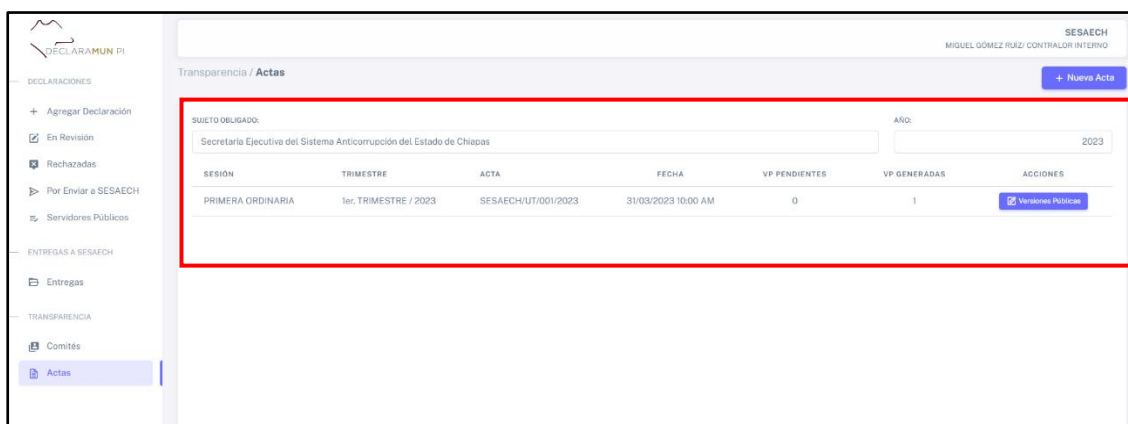 DECLARAMUN PI
SESAECH
MIGUEL GÓMEZ RUÍZ/ CONTRALOR INTERNO
DECLARACIONES
+ Agregar Declaración
En Revisión
Rechazadas
Por Enviar a SESAECH
Servidores Públicos
ENTREGAS A SESAECH
Entregas
TRANSPARENCIA
Comités
Actas
Transparencia / Actas
+ Nueva Acta
SUJETO OBLIGADO: AÑO:
Secretaría Ejecutiva del Sistema Anticorrupción del Estado de Chiapas 2023
SESIÓN TRIMESTRE ACTA FECHA VP PENDIENTES VP GENERADAS ACCIONES
PRIMERA ORDINARIA 1er. TRIMESTRE / 2023 SESAECH/UT/001/2023 31/03/2023 10:00 AM 0 1 Versiones Públicas